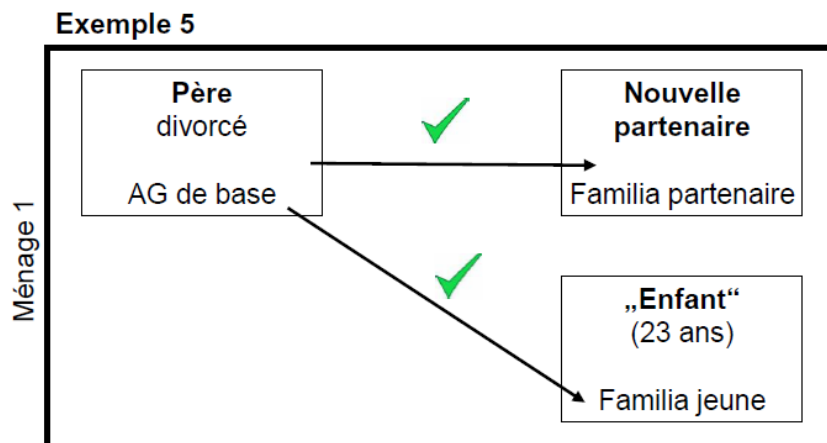 Exemple 5
Père
divorcé
AG de base
Nouvelle
partenaire
Familia partenaire
Ménage 1
„Enfant“
(23 ans)
Familia jeune